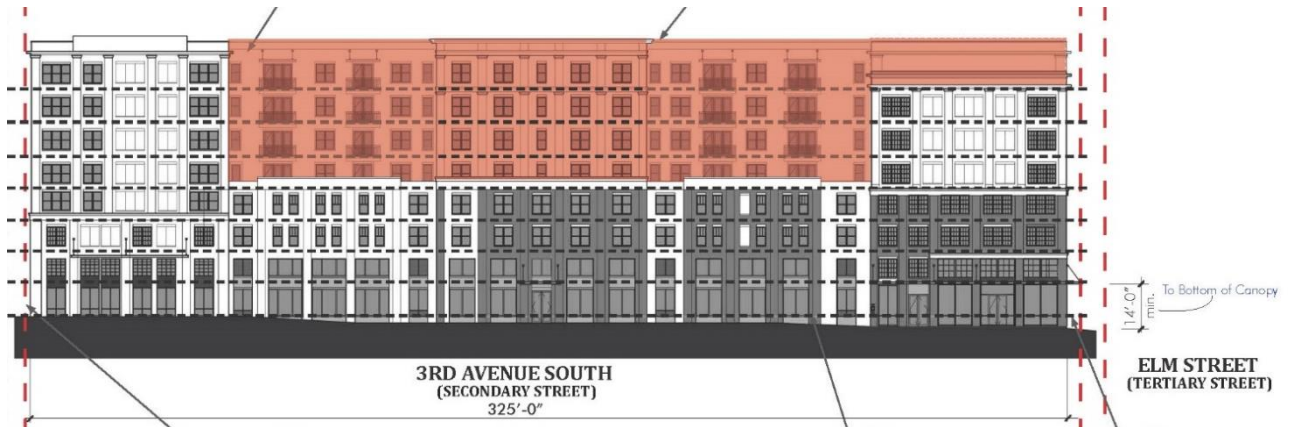 To Bottom of Canopy
14'-0"
min.
3RD AVENUE SOUTH
(SECONDARY STREET)
325'-0"
ELM STREET
(TERTIARY STREET)